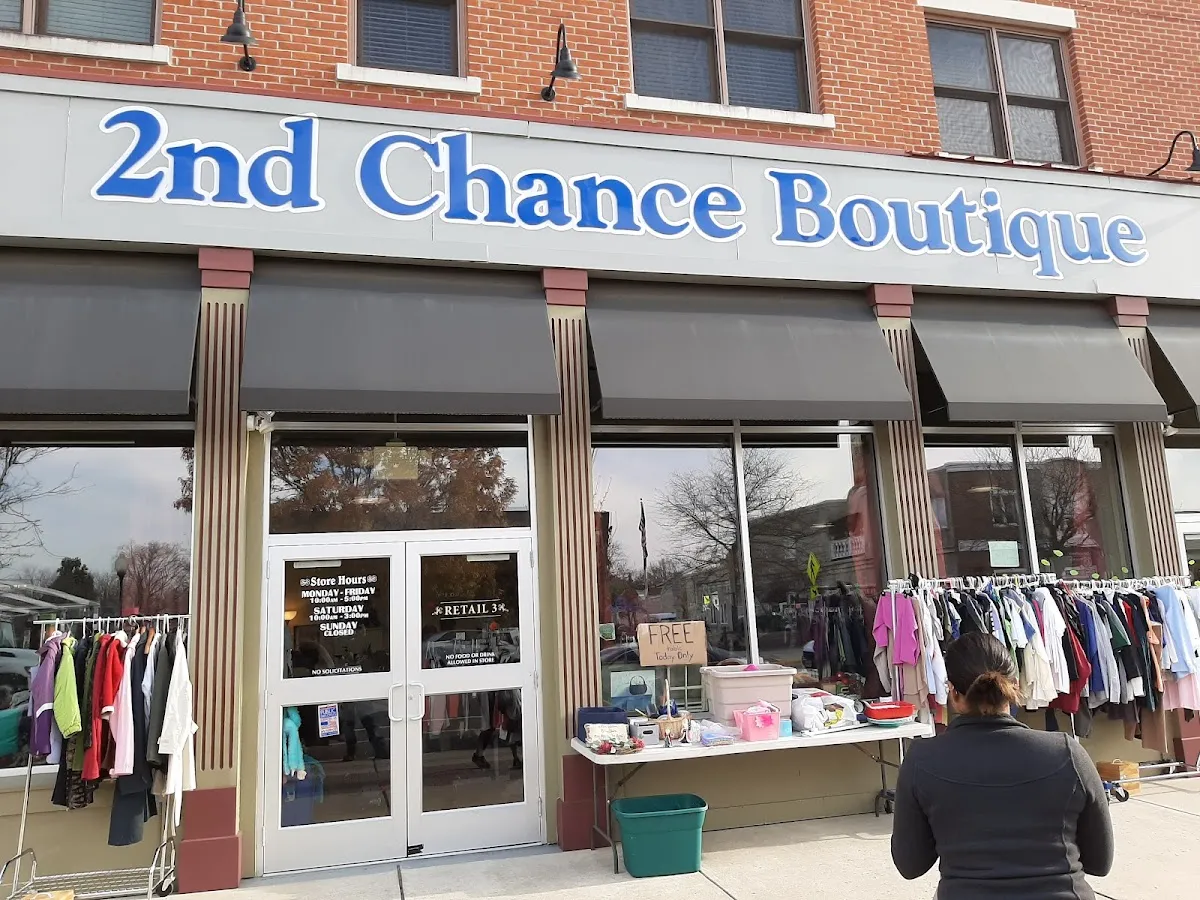 2nd Chance Boutique
Store Hours
MONDAY - FRIDAY
10:00AM - 5:00PM
SATURDAY
10:00AM - 3:00PM
SUNDAY
CLOSED
NO SOLICITATIONS
RETAIL 3
NO FOOD OR DRINK
ALLOWED IN STORE
FREE
Today Only